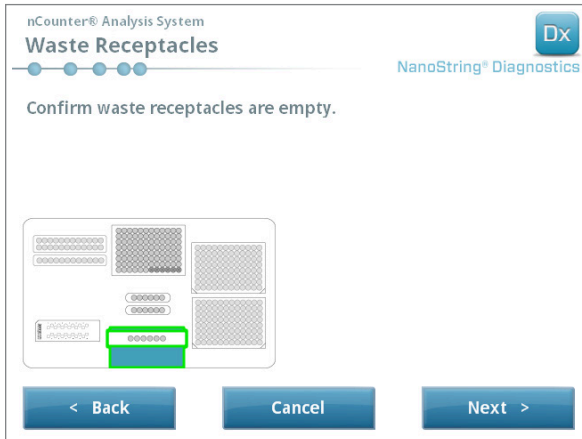 nCounter® Analysis System
Waste Receptacles
Dx
NanoString® Diagnostics
Confirm waste receptacles are empty.
< Back
Cancel
Next >